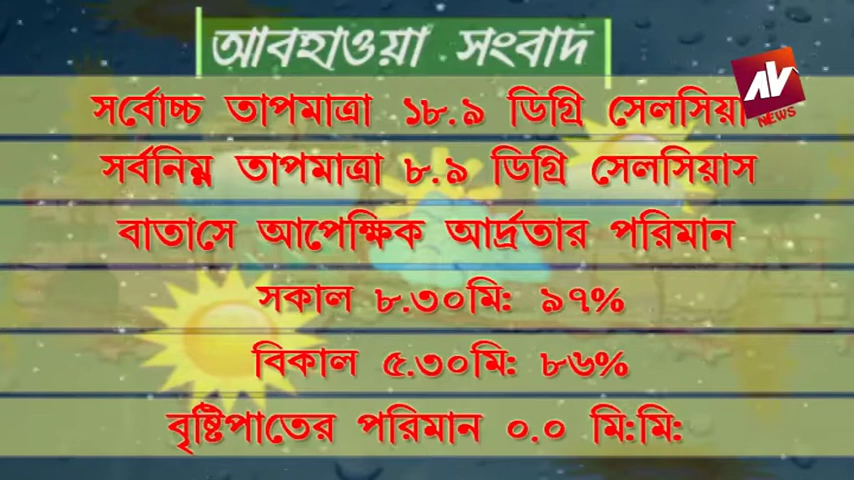 আবহাওয়া সংবাদ
AV
NEWS
সর্বোচ্চ তাপমাত্রা ১৮.৯ ডিগ্রি
সর্বনিম্ন তাপমাত্রা ৮.৯ ডিগ্রি সেলসিয়াস
বাতাসে আপেক্ষিক আর্দ্রতার পরিমান
সকাল ৮.৩০মি: ৯৭%
বিকাল ৫.৩০মি: ৮৬%
বৃষ্টিপাতের পরিমান ০.০ মি:মি: